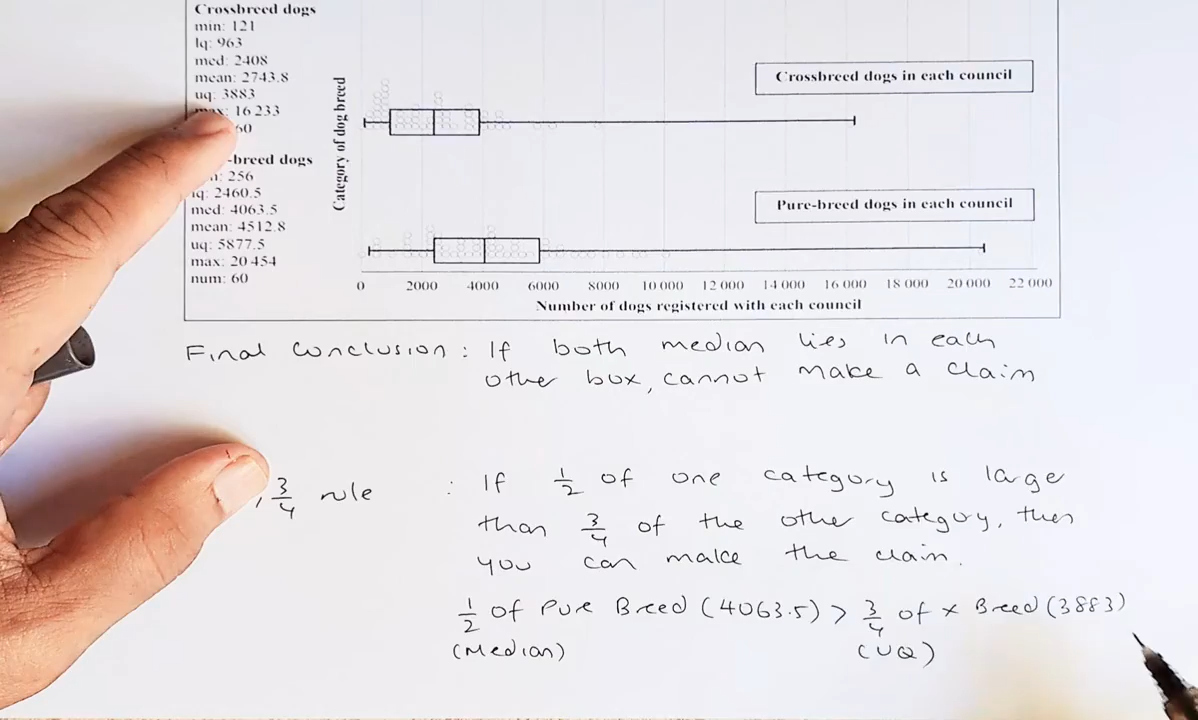 Crossbreed dogs
min: 121
lq: 963
med: 2408
mean: 2743.8
uq: 3883
max: 16 233
60
-breed dogs
256
lq: 2460.5
med: 4063.5
mean: 4512.8
uq: 5877.5
max: 20 454
num: 60
Category of dog breed
Crossbreed dogs in each council
Pure-breed dogs in each council
0 2000 4000 6000 8000 10 000 12 000 14 000 16 000 18 000 20 000 22 000
Number of dogs registered with each council
Final conclusion : If both median lies in each
other box, cannot make a claim
, 3/4 rule : If 1/2 of one category is large
than 3/4 of the other category, then
you can make the claim.
1/2 of Pure Breed (4063.5) > 3/4 of x Breed (3883)
(Median) (UQ)